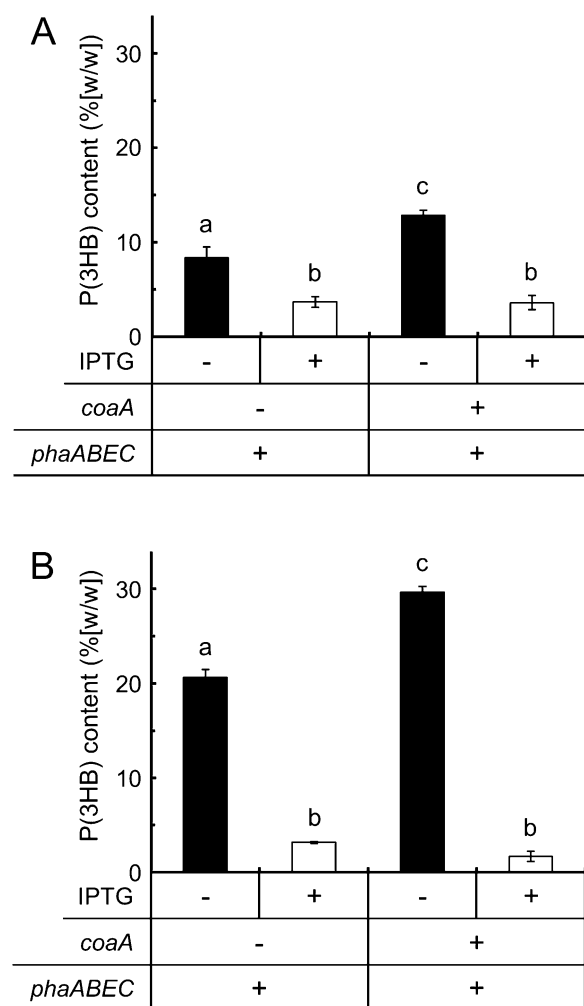 A
P(3HB) content (%[w/w])
30
20
10
0
a
b
c
b
IPTG - + - +
coaA - +
phaABEC + +
B
P(3HB) content (%[w/w])
30
20
10
0
a
b
c
b
IPTG - + - +
coaA - +
phaABEC + +